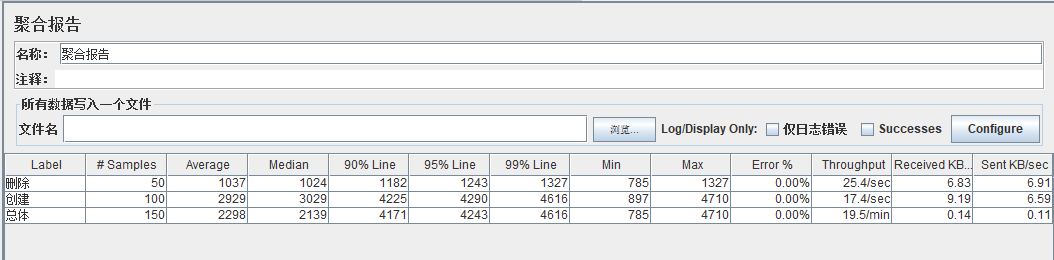 聚合报告
名称： 聚合报告
注释：
所有数据写入一个文件
文件名 浏览... Log/Display Only: 仅日志错误 Successes Configure
Label # Samples Average Median 90% Line 95% Line 99% Line Min Max Error % Throughput Received KB... Sent KB/sec
删除 50 1037 1024 1182 1243 1327 785 1327 0.00% 25.4/sec 6.83 6.91
创建 100 2929 3029 4225 4290 4616 897 4710 0.00% 17.4/sec 9.19 6.59
总体 150 2298 2139 4171 4243 4616 785 4710 0.00% 19.5/min 0.14 0.11